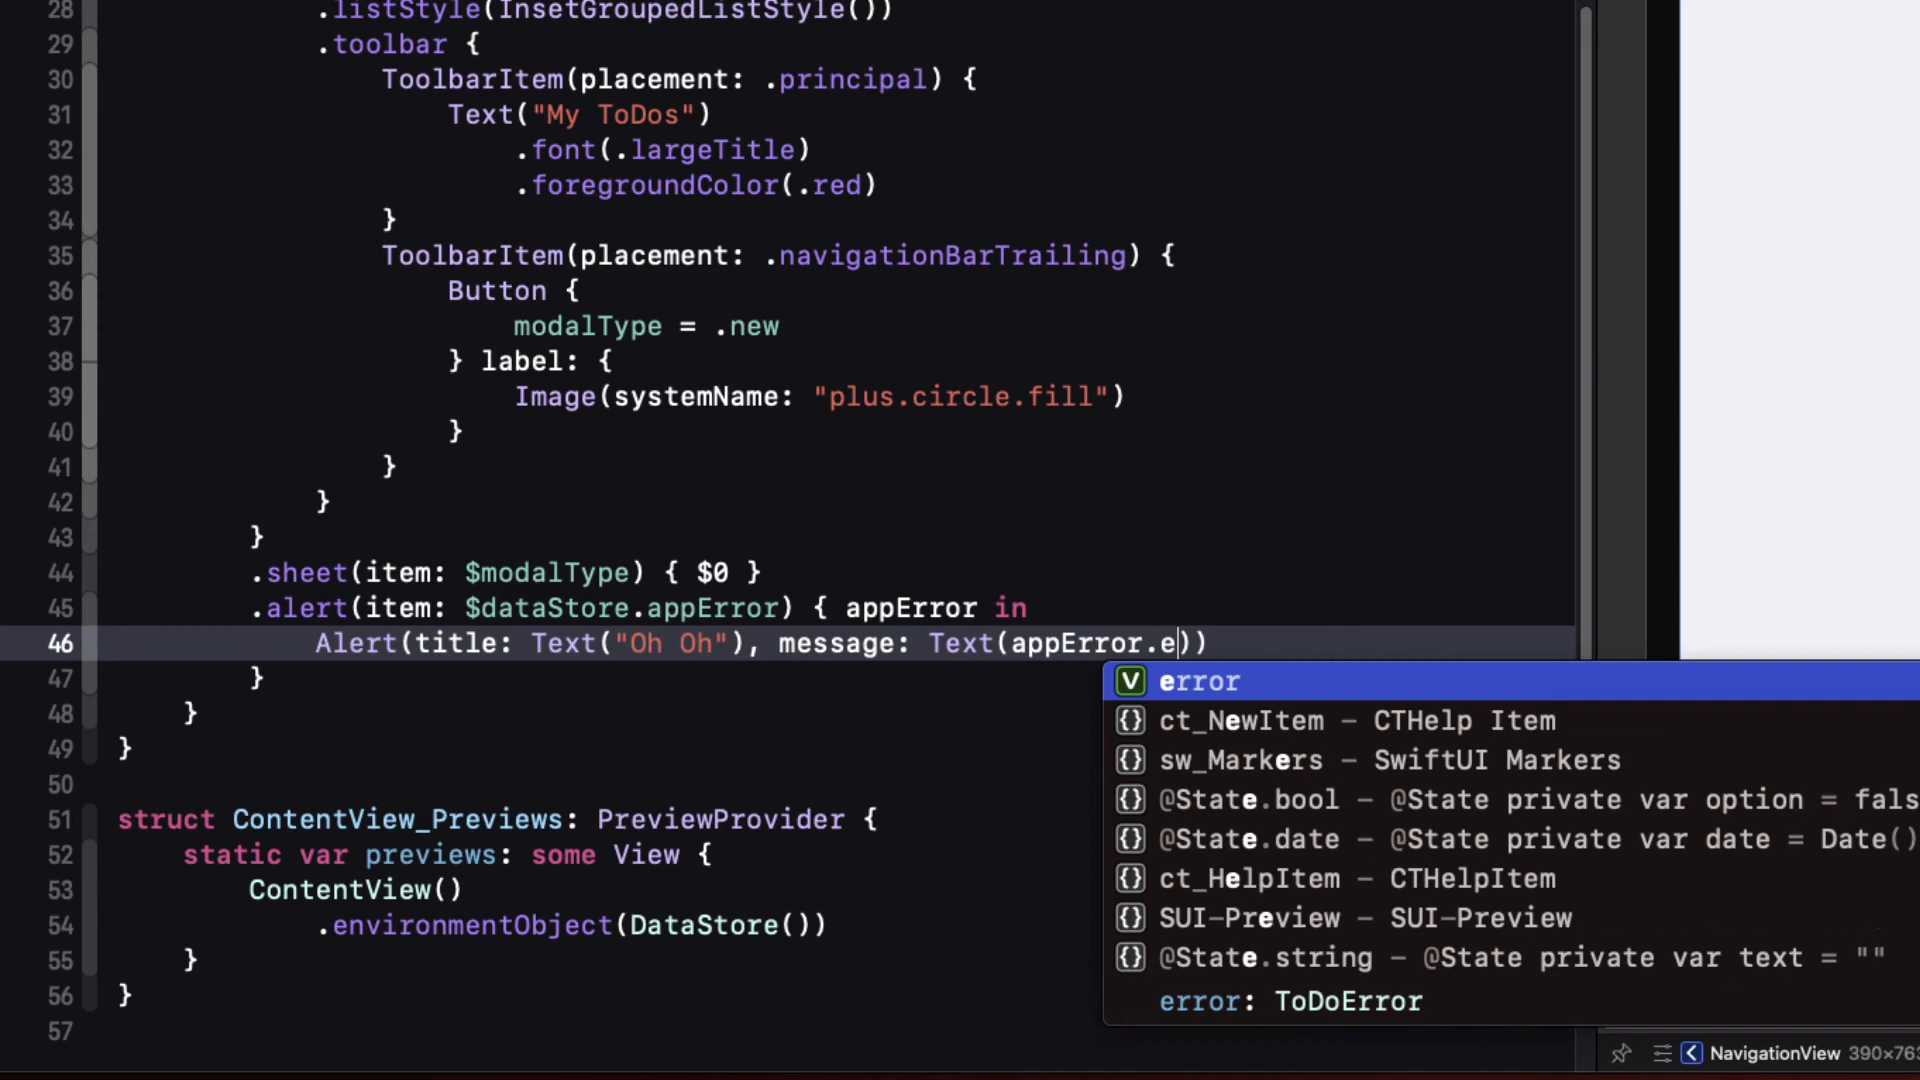 28 .listStyle(InsetGroupedListStyle())
29 .toolbar {
30 ToolbarItem(placement: .principal) {
31 Text("My ToDos")
32 .font(.largeTitle)
33 .foregroundColor(.red)
34 }
35 ToolbarItem(placement: .navigationBarTrailing) {
36 Button {
37 modalType = .new
38 } label: {
39 Image(systemName: "plus.circle.fill")
40 }
41 }
42 }
43 }
44 .sheet(item: $modalType) { $0 }
45 .alert(item: $dataStore.appError) { appError in
46 Alert(title: Text("Oh Oh"), message: Text(appError.e))
47 }
48 }
49 }
50
51 struct ContentView_Previews: PreviewProvider {
52 static var previews: some View {
53 ContentView()
54 .environmentObject(DataStore())
55 }
56 }
57
V error
{} ct_NewItem – CTHelp Item
{} sw_Markers – SwiftUI Markers
{} @State.bool – @State private var option = fals
{} @State.date – @State private var date = Date()
{} ct_HelpItem – CTHelpItem
{} SUI-Preview – SUI-Preview
{} @State.string – @State private var text = ""
error: ToDoError
NavigationView 390×763